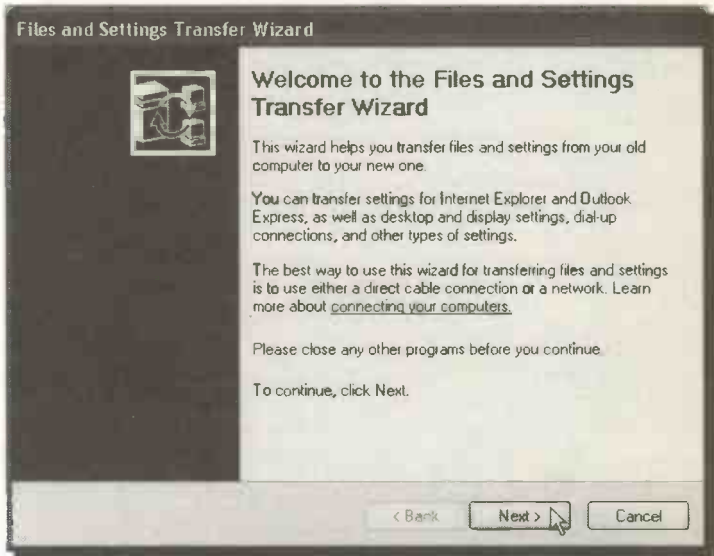 Files and Settings Transfer Wizard
Welcome to the Files and Settings
Transfer Wizard
This wizard helps you transfer files and settings from your old
computer to your new one.
You can transfer settings for Internet Explorer and Outlook
Express, as well as desktop and display settings, dial-up
connections, and other types of settings.
The best way to use this wizard for transferring files and settings
is to use either a direct cable connection or a network. Learn
more about connecting your computers.
Please close any other programs before you continue.
To continue, click Next.
< Back Next > Cancel